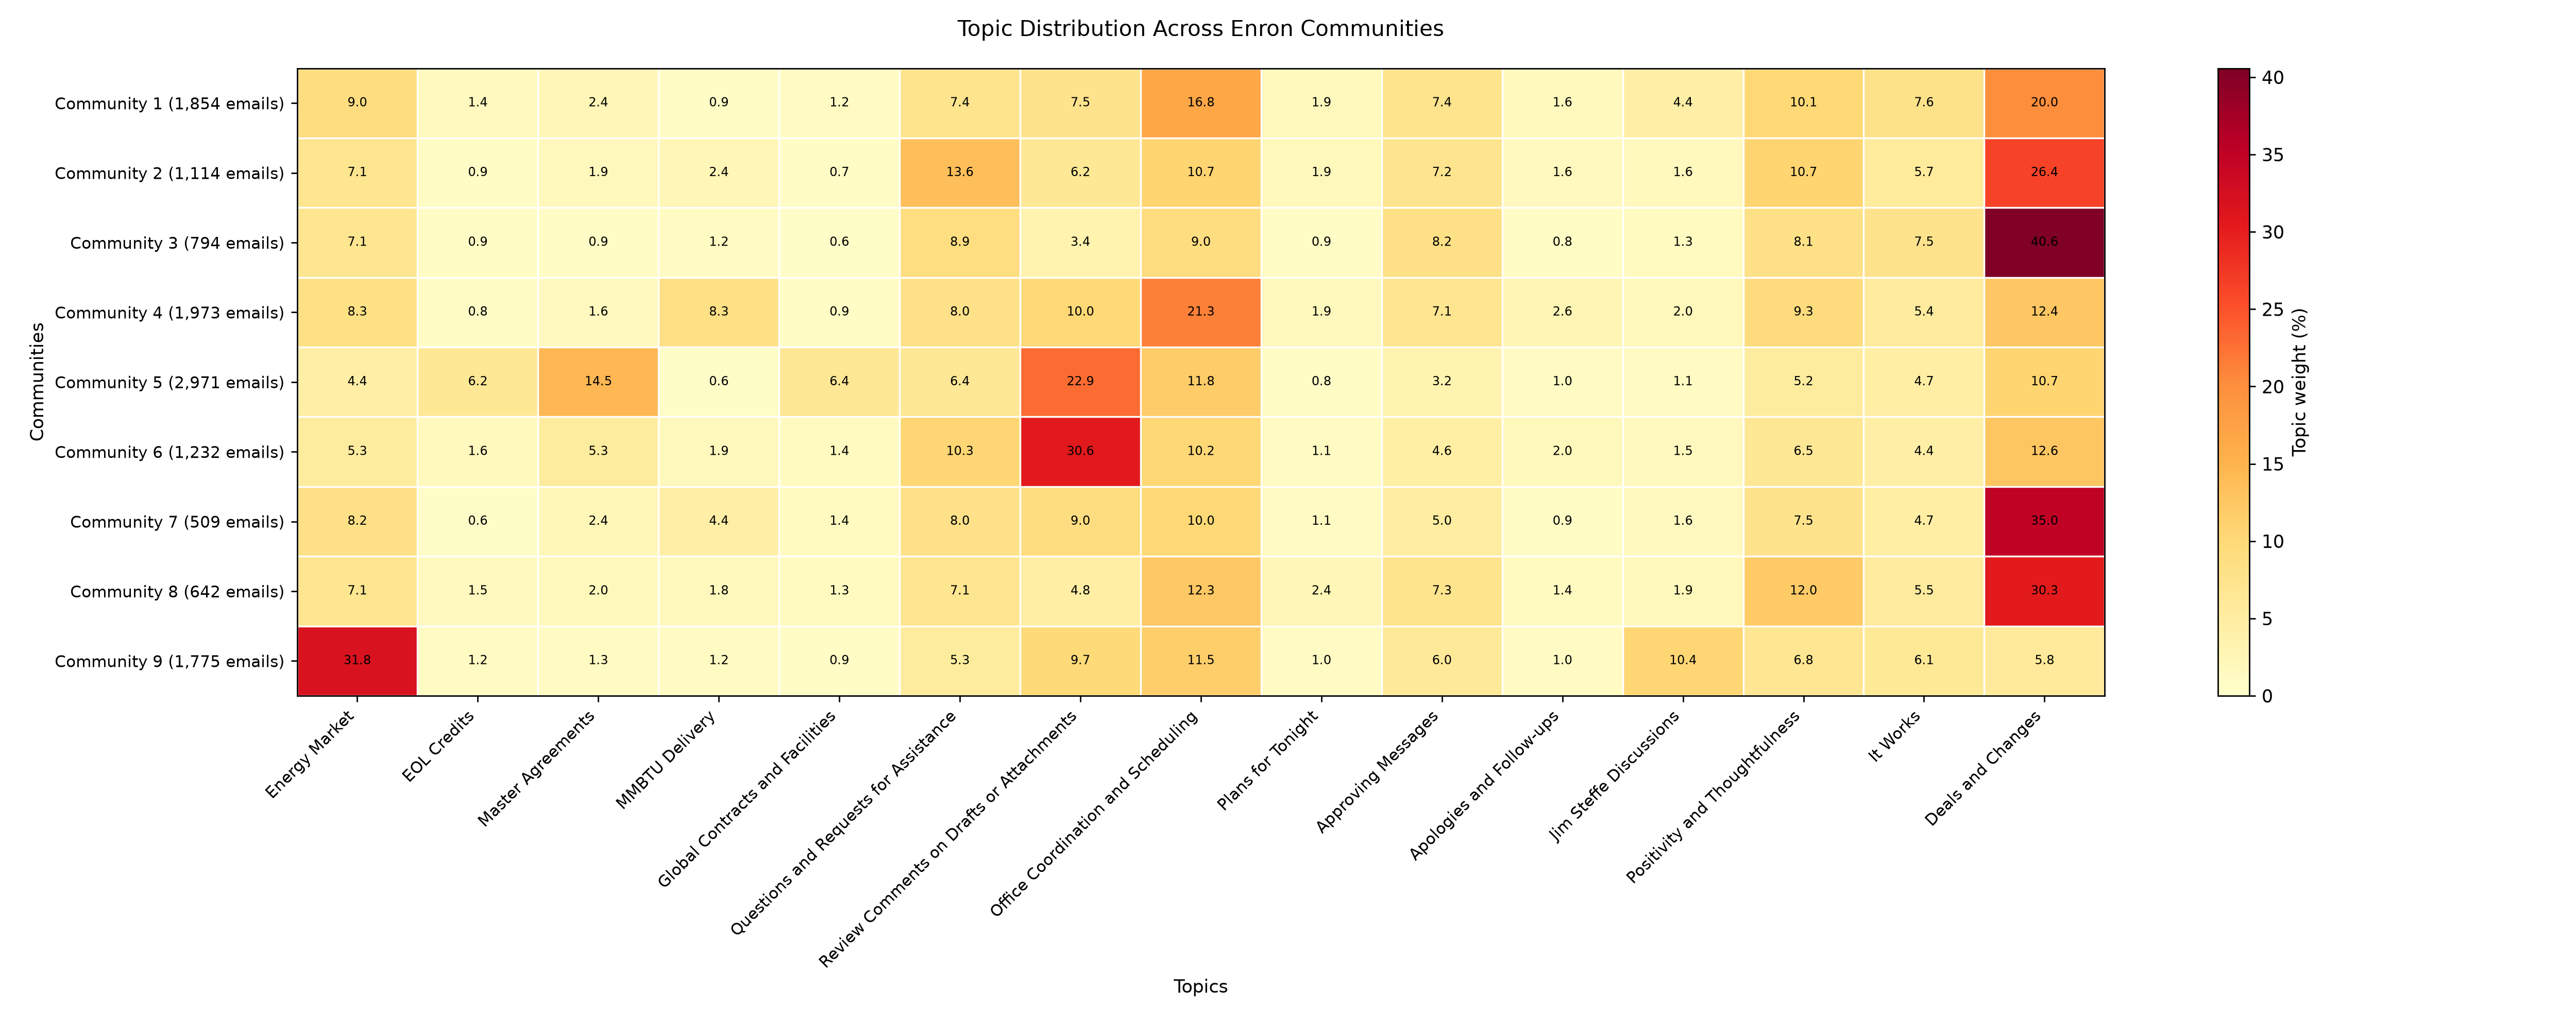 Topic Distribution Across Enron Communities
Communities
Community 1 (1,854 emails) 9.0 1.4 2.4 0.9 1.2 7.4 7.5 16.8 1.9 7.4 1.6 4.4 10.1 7.6 20.0
Community 2 (1,114 emails) 7.1 0.9 1.9 2.4 0.7 13.6 6.2 10.7 1.9 7.2 1.6 1.6 10.7 5.7 26.4
Community 3 (794 emails) 7.1 0.9 0.9 1.2 0.6 8.9 3.4 9.0 0.9 8.2 0.8 1.3 8.1 7.5 40.6
Community 4 (1,973 emails) 8.3 0.8 1.6 8.3 0.9 8.0 10.0 21.3 1.9 7.1 2.6 2.0 9.3 5.4 12.4
Community 5 (2,971 emails) 4.4 6.2 14.5 0.6 6.4 6.4 22.9 11.8 0.8 3.2 1.0 1.1 5.2 4.7 10.7
Community 6 (1,232 emails) 5.3 1.6 5.3 1.9 1.4 10.3 30.6 10.2 1.1 4.6 2.0 1.5 6.5 4.4 12.6
Community 7 (509 emails) 8.2 0.6 2.4 4.4 1.4 8.0 9.0 10.0 1.1 5.0 0.9 1.6 7.5 4.7 35.0
Community 8 (642 emails) 7.1 1.5 2.0 1.8 1.3 7.1 4.8 12.3 2.4 7.3 1.4 1.9 12.0 5.5 30.3
Community 9 (1,775 emails) 31.8 1.2 1.3 1.2 0.9 5.3 9.7 11.5 1.0 6.0 1.0 10.4 6.8 6.1 5.8
Energy Market
EOL Credits
Master Agreements
MMBTU Delivery
Global Contracts and Facilities
Questions and Requests for Assistance
Review Comments on Drafts or Attachments
Office Coordination and Scheduling
Plans for Tonight
Approving Messages
Apologies and Follow-ups
Jim Steffe Discussions
Positivity and Thoughtfulness
It Works
Deals and Changes
Topics
40
35
30
25
20
15
10
5
0
Topic weight (%)